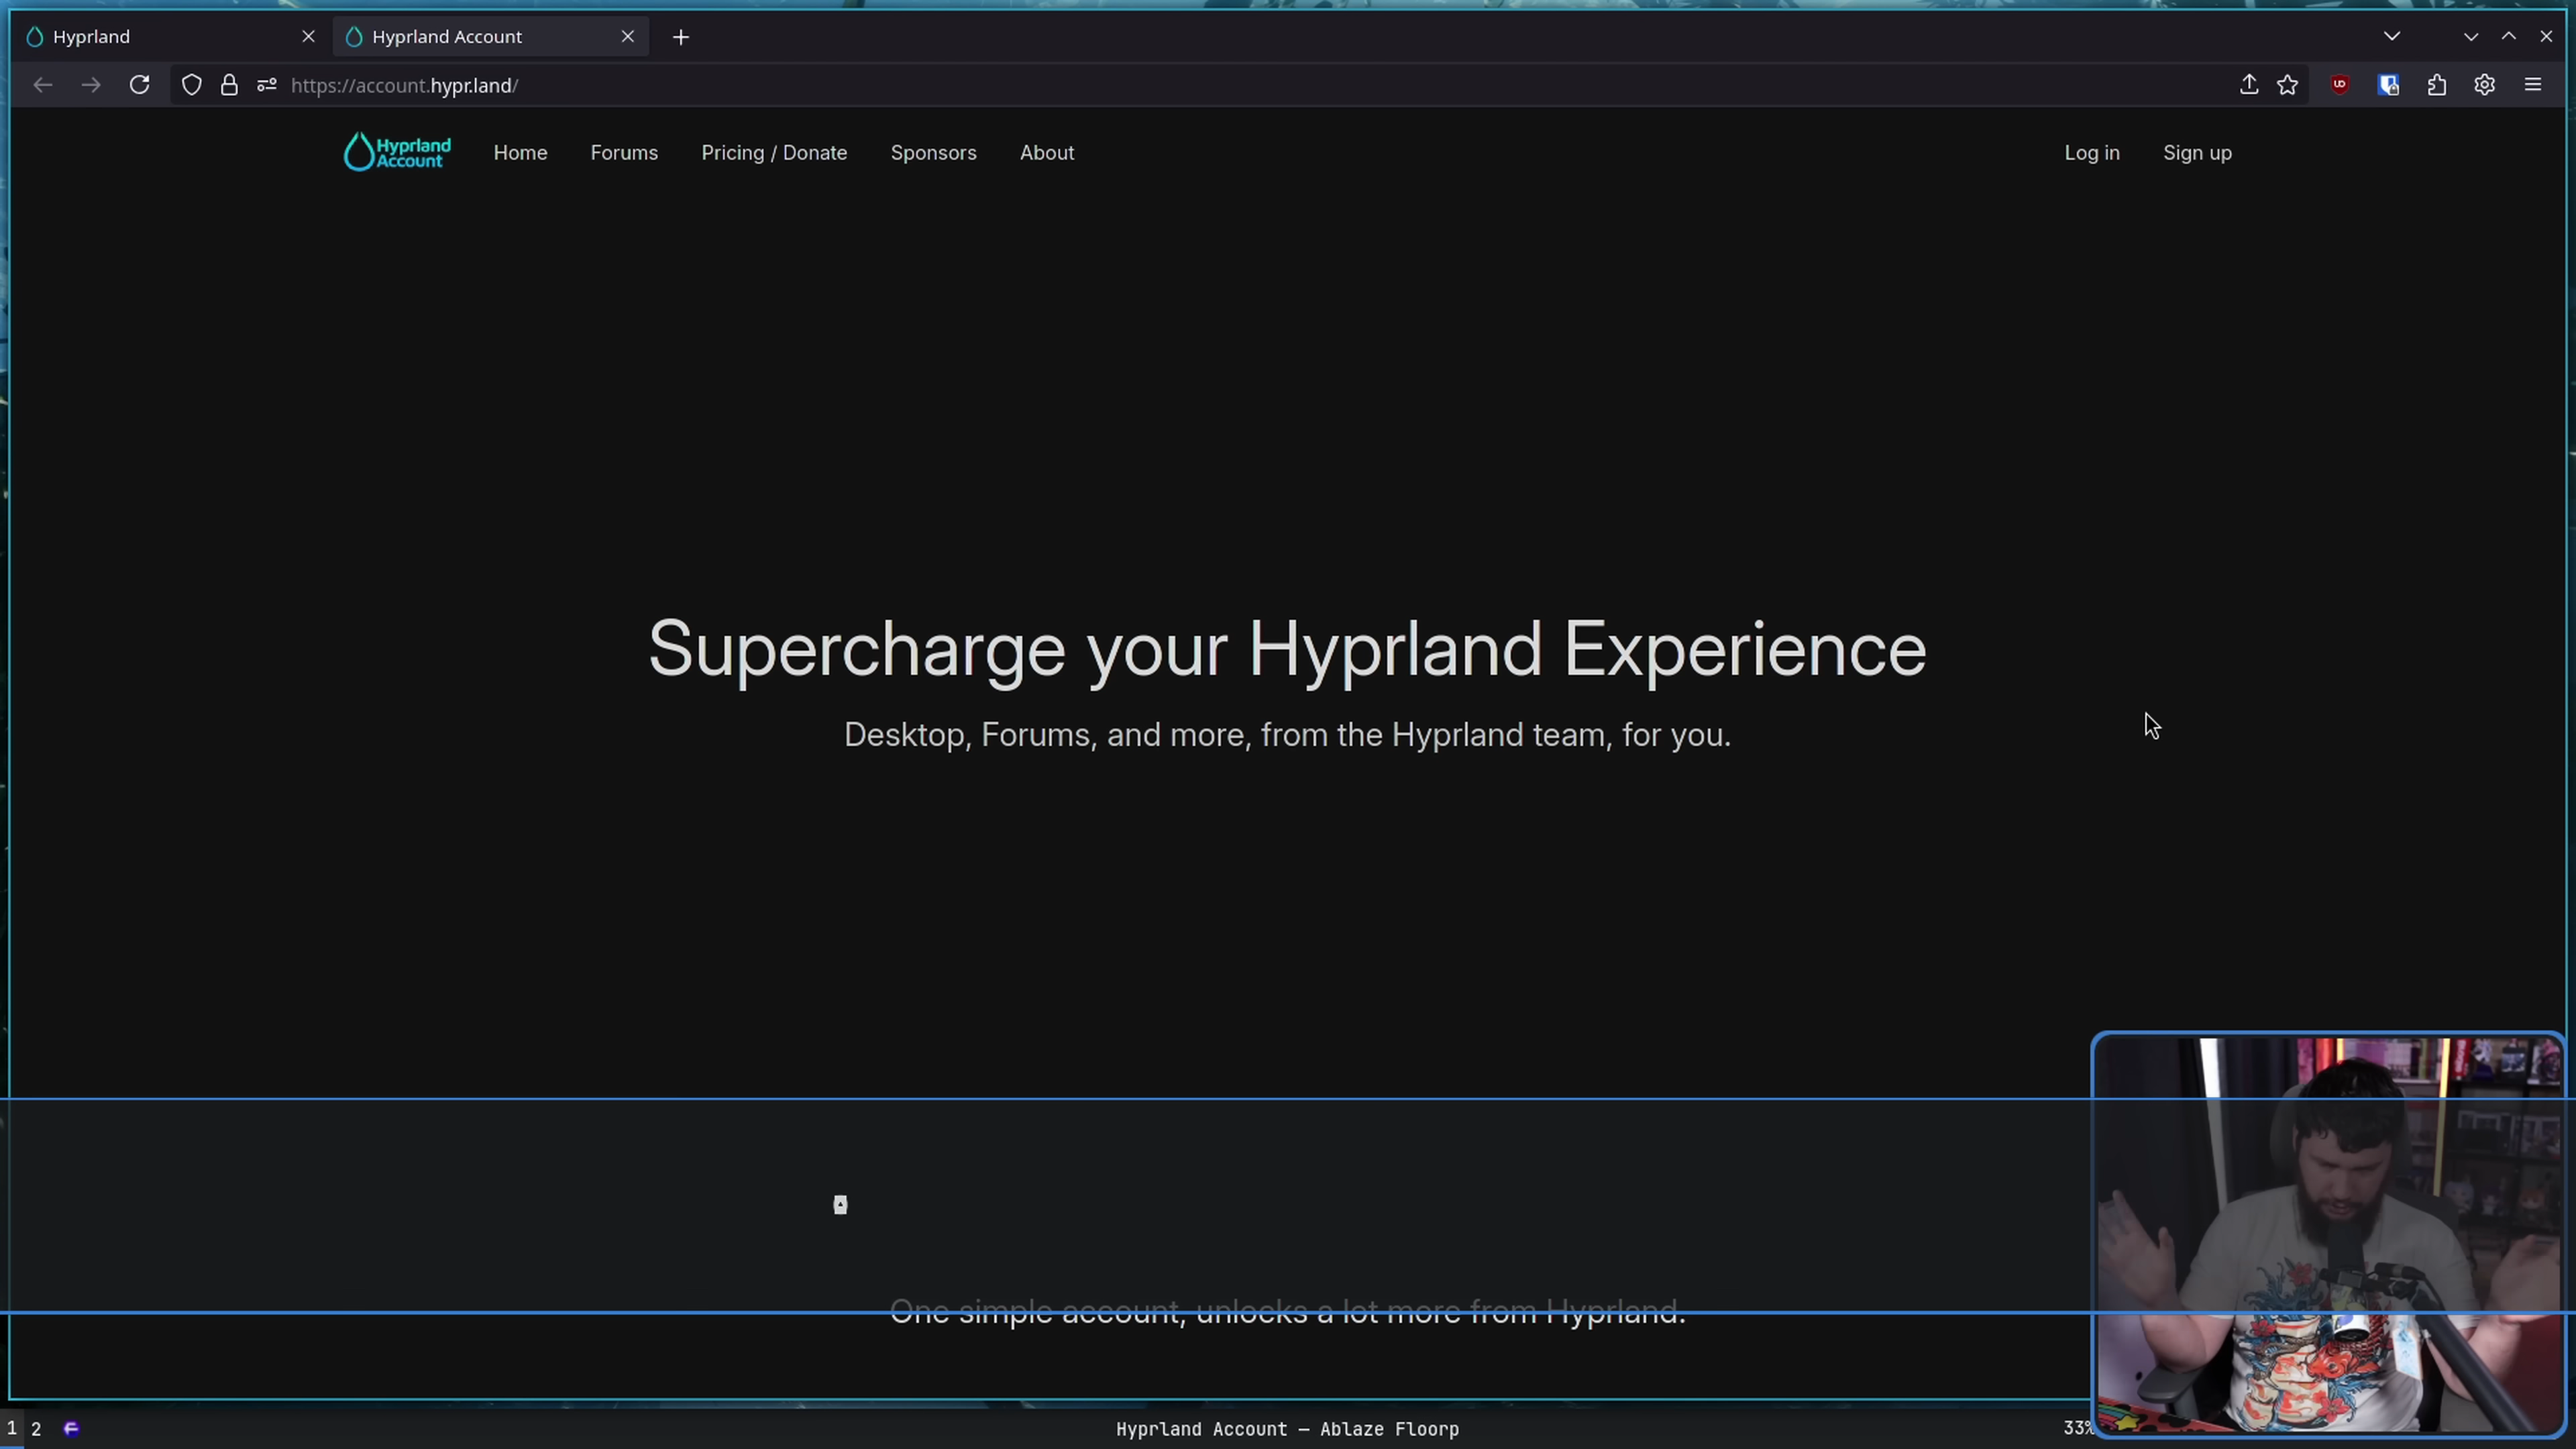 Hyprland
Hyprland Account
https://account.hypr.land/
Hyprland Account
Home
Forums
Pricing / Donate
Sponsors
About
Log in
Sign up
Supercharge your Hyprland Experience
Desktop, Forums, and more, from the Hyprland team, for you.
One simple account, unlocks a lot more from Hyprland.
1
2
Hyprland Account — Ablaze Floorp
33%